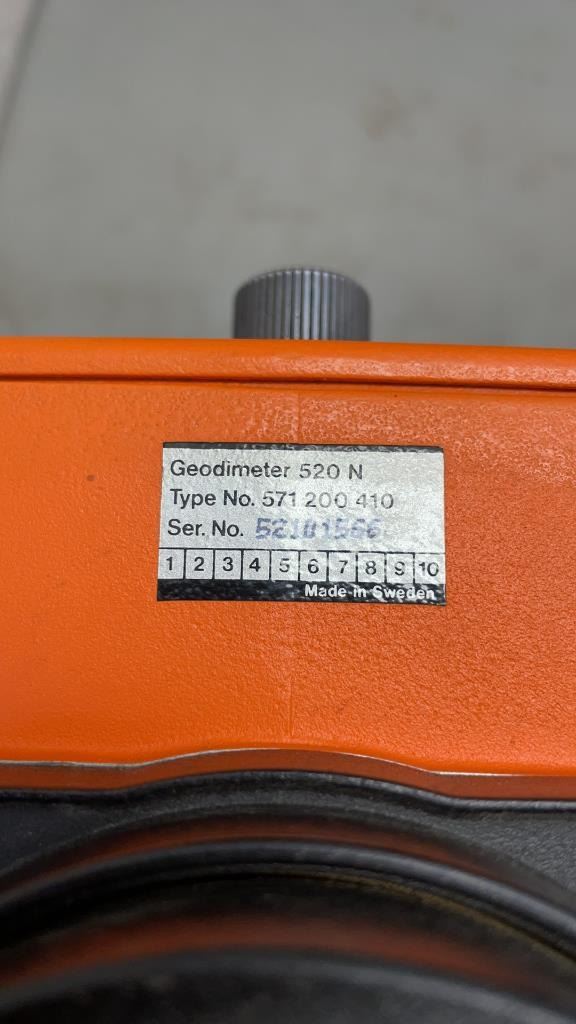 Geodimeter 520 N
Type No. 571 200 410
Ser. No. 52101566
1 2 3 4 5 6 7 8 9 10
Made in Sweden